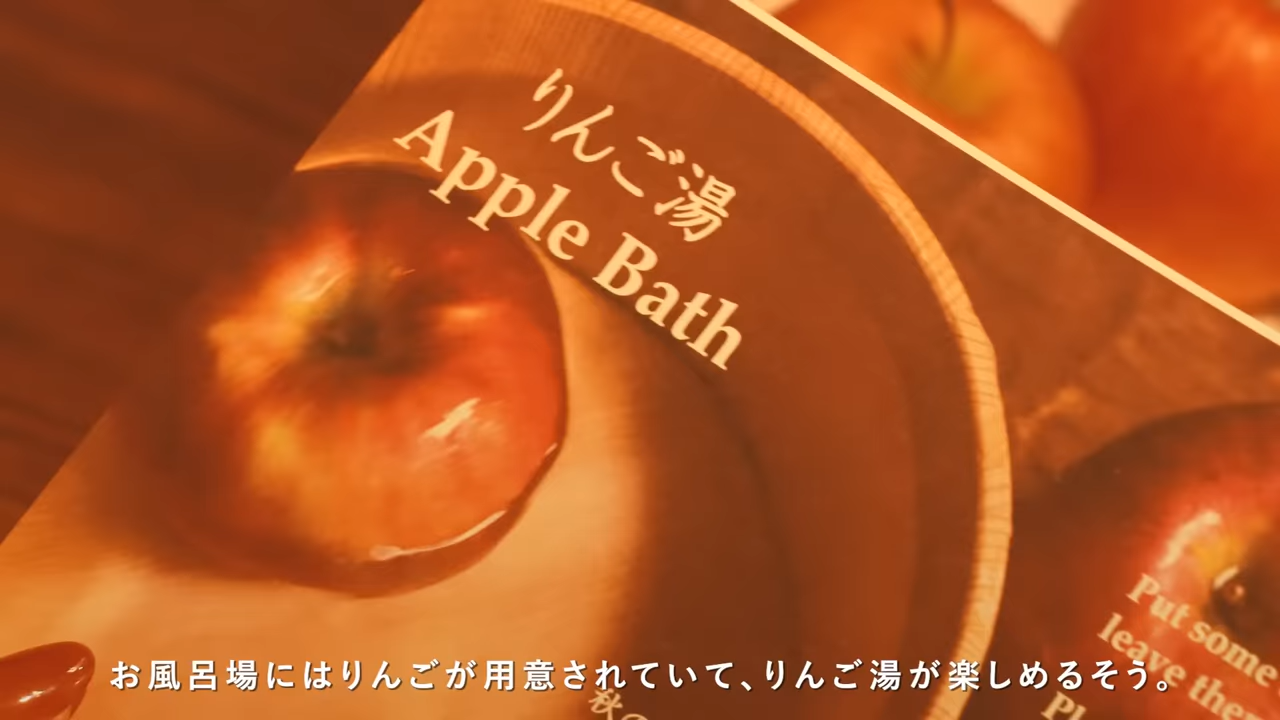 りんご湯
Apple Bath
Put some
leave
お風呂場にはりんごが用意されていて、りんご湯が楽しめるそう。